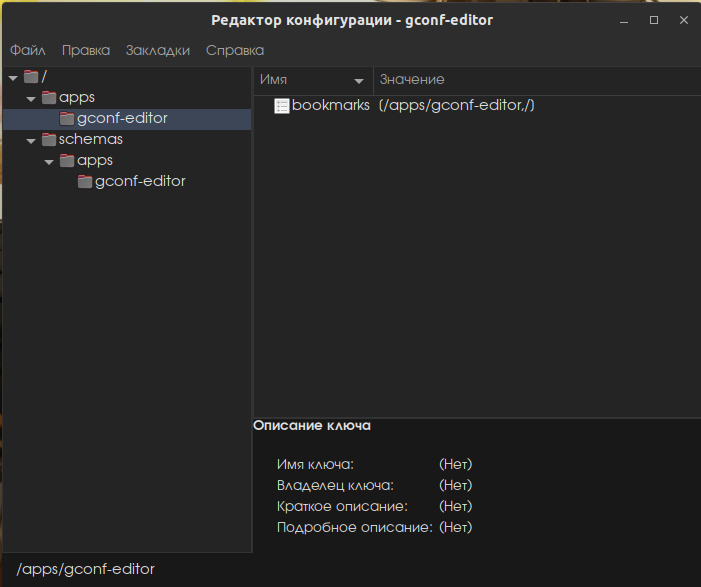 Редактор конфигурации - gconf-editor
Файл Правка Закладки Справка
/
apps
gconf-editor
schemas
apps
gconf-editor
Имя Значение
bookmarks [/apps/gconf-editor,/]
Описание ключа
Имя ключа: (Нет)
Владелец ключа: (Нет)
Краткое описание: (Нет)
Подробное описание: (Нет)
/apps/gconf-editor